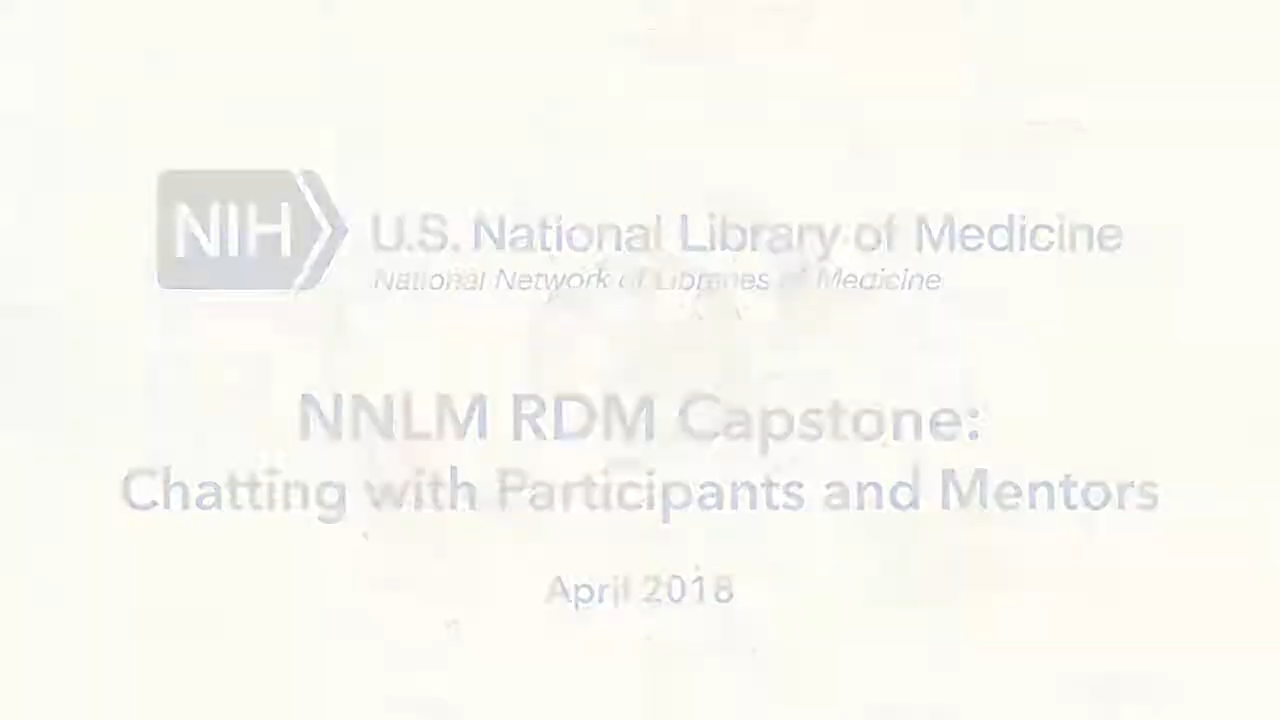 NIH
U.S. National Library of Medicine
National Network of Libraries of Medicine
NNLM RDM Capstone:
Chatting with Participants and Mentors
April 2018